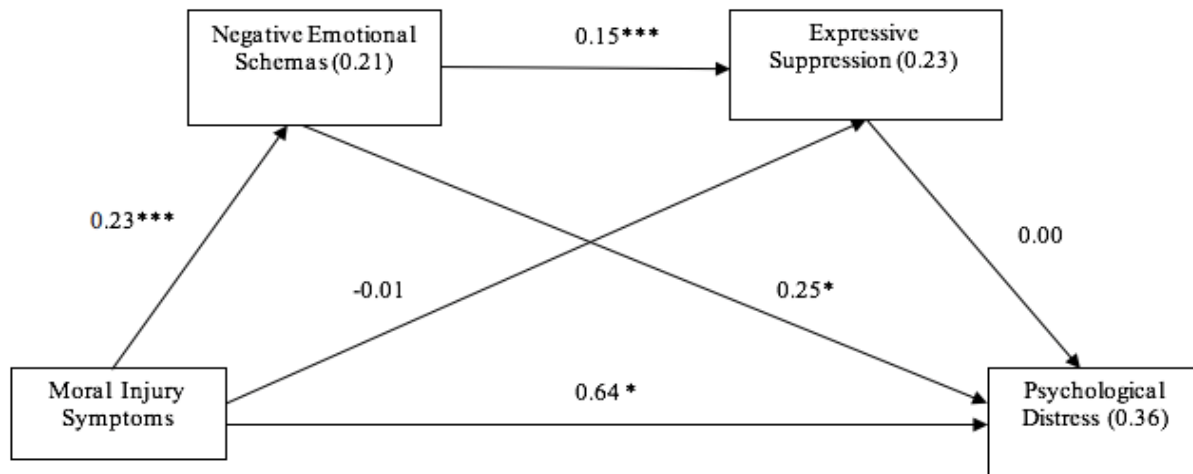 Negative Emotional
Schemas (0.21)
0.15***
Expressive
Suppression (0.23)
0.23***
-0.01
0.25*
0.00
Moral Injury
Symptoms
0.64 *
Psychological
Distress (0.36)